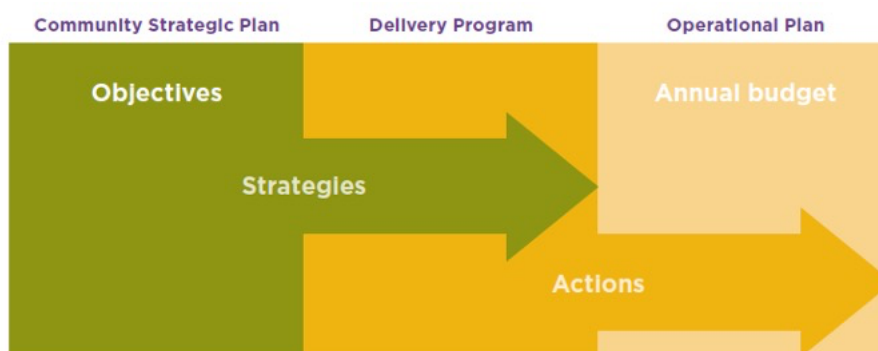 Community Strategic Plan Delivery Program Operational Plan
Objectives Annual budget
Strategies
Actions